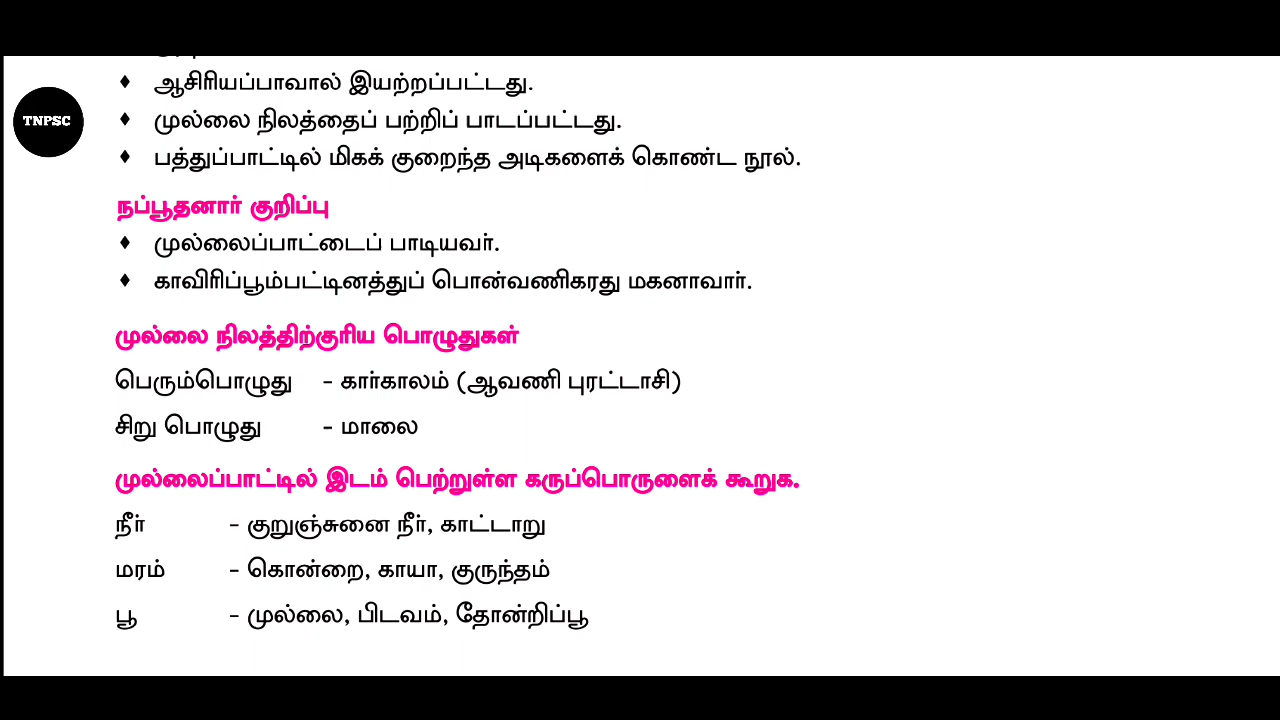 ♦ ஆசிரியப்பாவால் இயற்றப்பட்டது.
TNPSC
♦ முல்லை நிலத்தைப் பற்றிப் பாடப்பட்டது.
♦ பத்துப்பாட்டில் மிகக் குறைந்த அடிகளைக் கொண்ட நூல்.
நப்பூதனார் குறிப்பு
♦ முல்லைப்பாட்டைப் பாடியவர்.
♦ காவிரிப்பூம்பட்டினத்துப் பொன்வணிகரது மகனாவார்.
முல்லை நிலத்திற்குரிய பொழுதுகள்
பெரும்பொழுது - கார்காலம் (ஆவணி புரட்டாசி)
சிறு பொழுது - மாலை
முல்லைப்பாட்டில் இடம் பெற்றுள்ள கருப்பொருளைக் கூறுக.
நீர் - குறுஞ்சுனை நீர், காட்டாறு
மரம் - கொன்றை, காயா, குருந்தம்
பூ - முல்லை, பிடவம், தோன்றிப்பூ